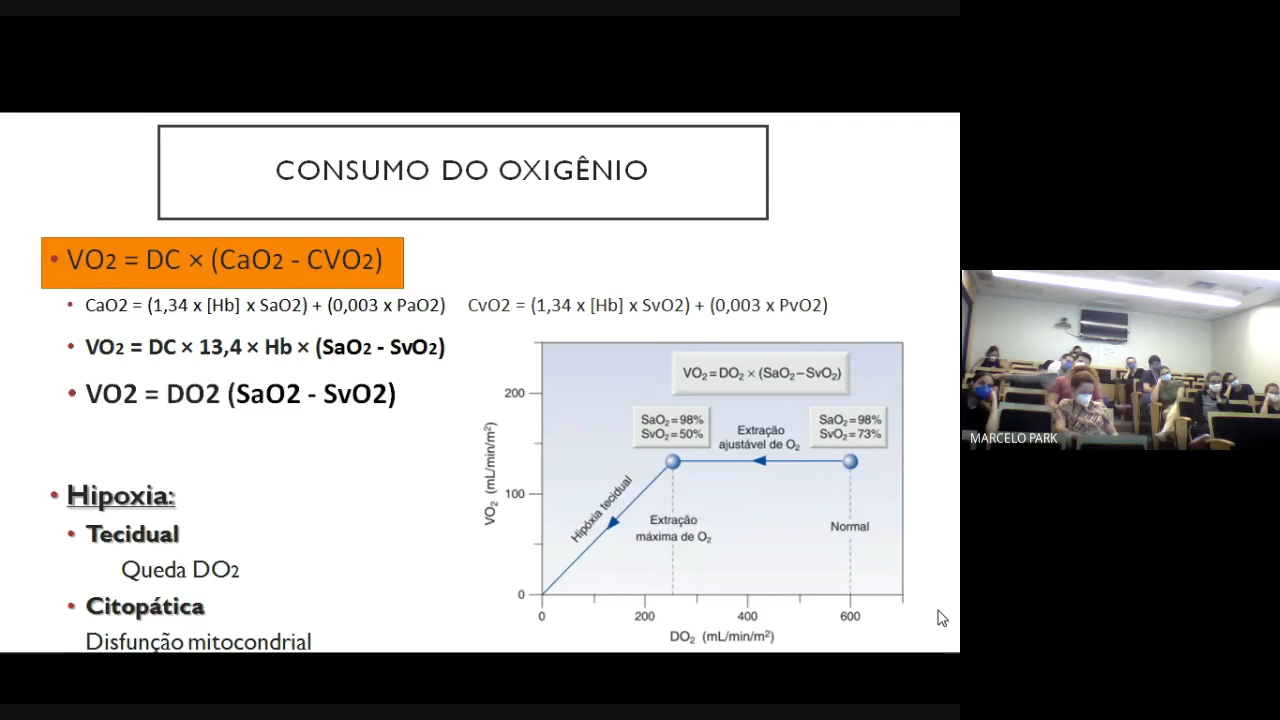 CONSUMO DO OXIGÊNIO
• VO2 = DC × (CaO2 - CVO2)
• CaO2 = (1,34 x [Hb] x SaO2) + (0,003 x PaO2) CvO2 = (1,34 x [Hb] x SvO2) + (0,003 x PvO2)
• VO2 = DC × 13,4 × Hb × (SaO2 - SvO2)
• VO2 = DO2 (SaO2 - SvO2)
• Hipoxia:
• Tecidual
Queda DO2
• Citopática
Disfunção mitocondrial
VO2=DO2 × (SaO2−SvO2)
SaO2=98%
SvO2=50%
Extração
ajustável de O2
SaO2=98%
SvO2=73%
Hipóxia tecidual
Extração
máxima de O2
Normal
VO2 (mL/min/m²)
200
100
0
0 200 400 600
DO2 (mL/min/m²)
MARCELO PARK